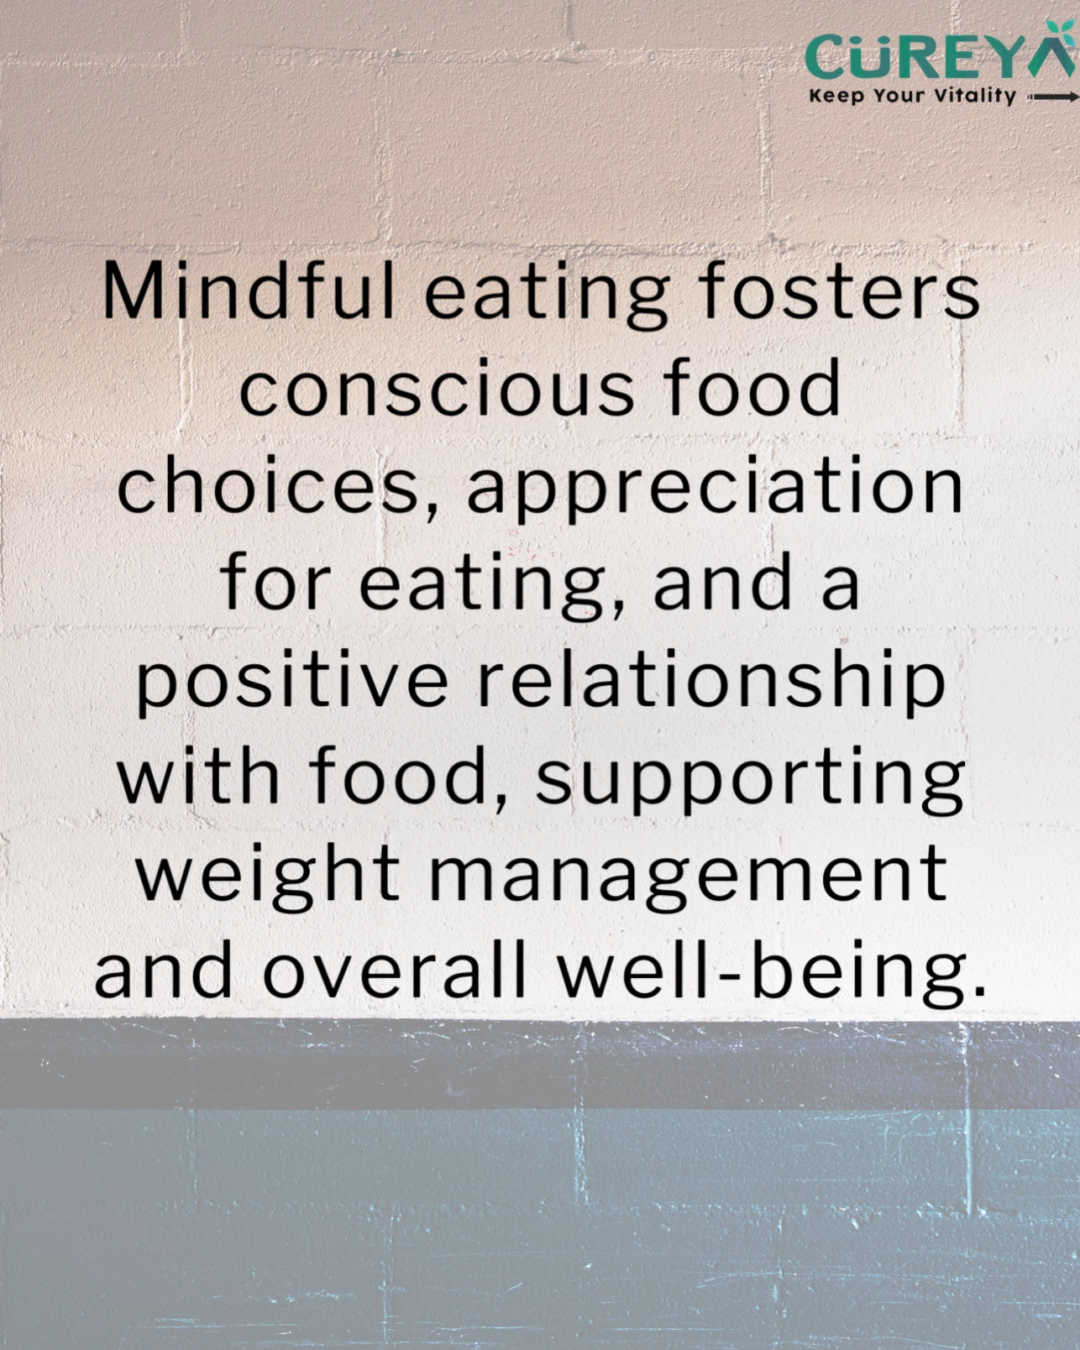 CÜREYA
Keep Your Vitality
Mindful eating fosters
conscious food
choices, appreciation
for eating, and a
positive relationship
with food, supporting
weight management
and overall well-being.